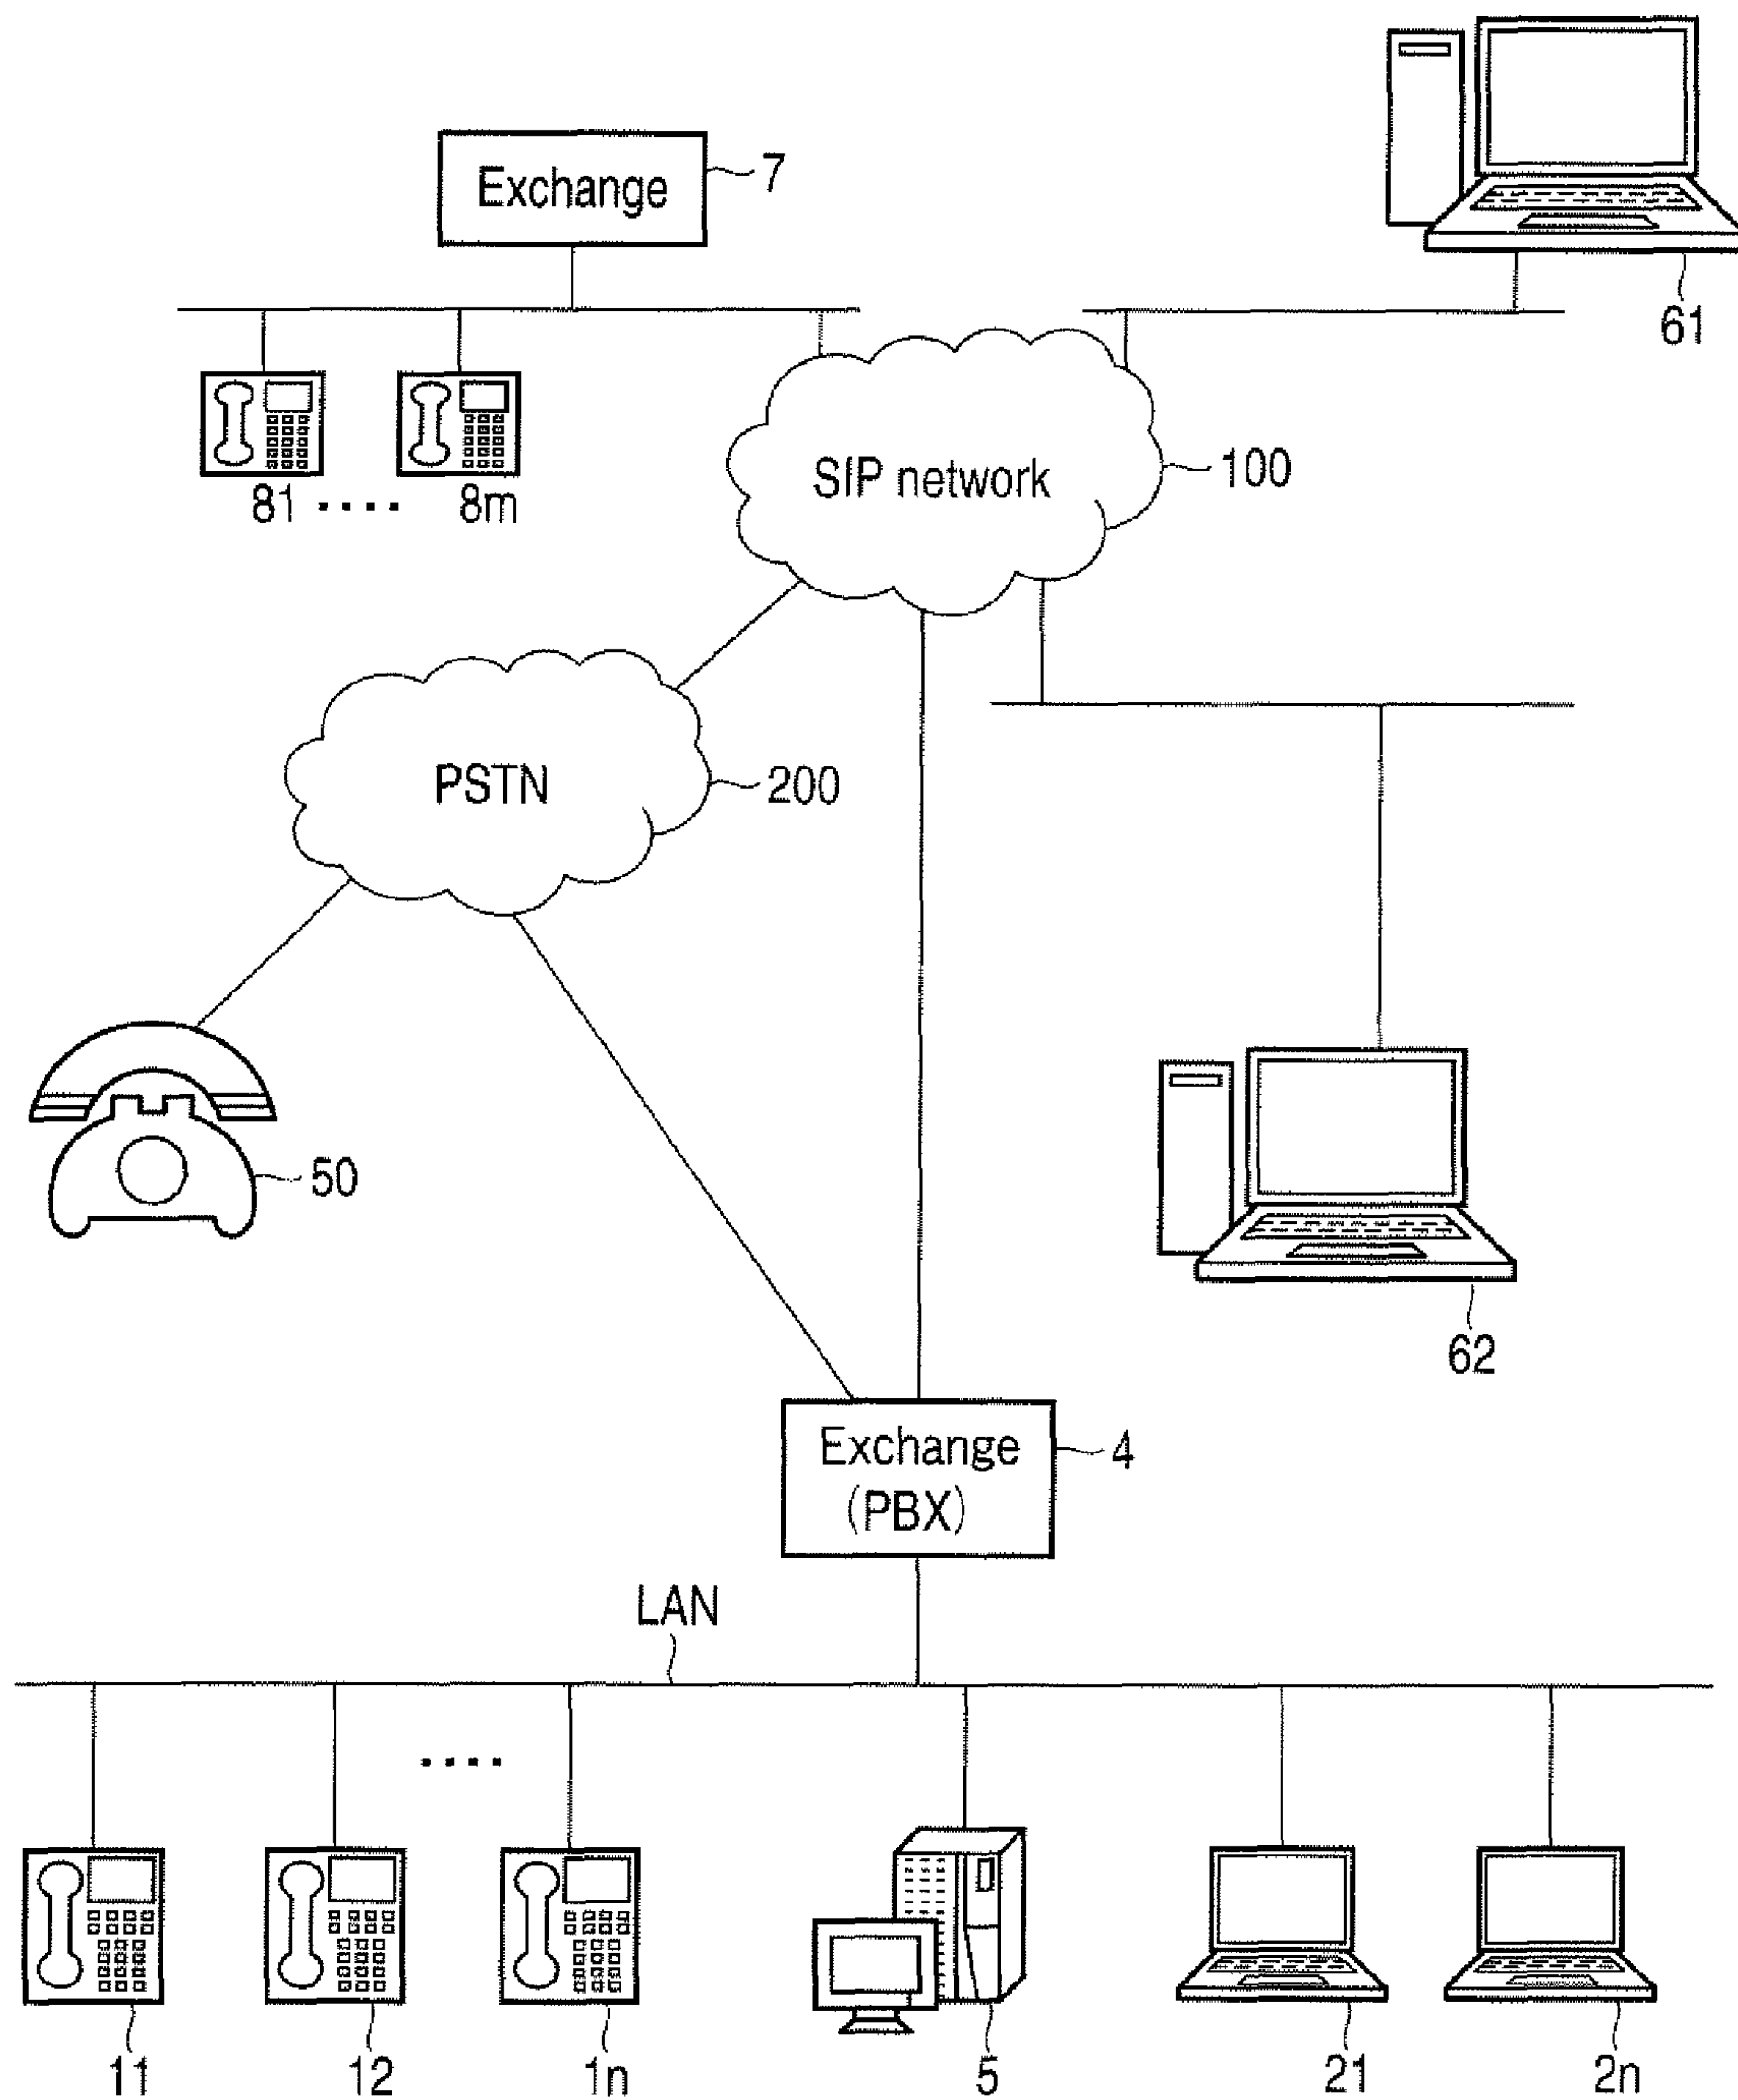 Exchange
7
61
81 ････ 8m
SIP network
100
PSTN
200
50
62
Exchange
(PBX)
4
LAN
････
11
12
1n
5
21
2n